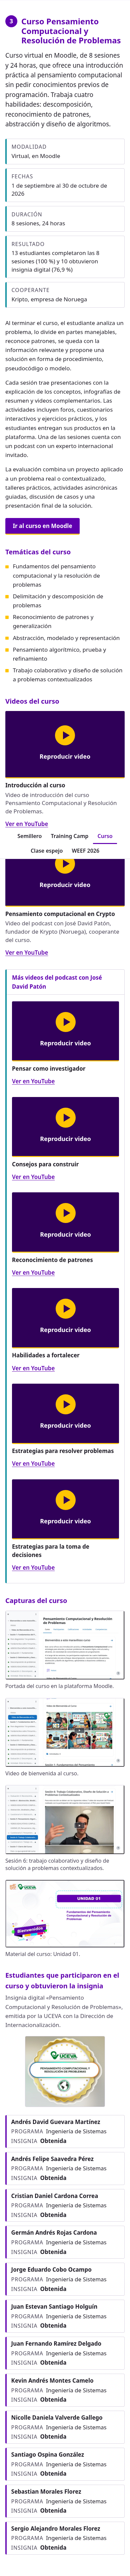 3
Curso Pensamiento
Computacional y
Resolución de Problemas
Curso virtual en Moodle, de 8 sesiones
y 24 horas, que ofrece una introducción
práctica al pensamiento computacional
sin pedir conocimientos previos de
programación. Trabaja cuatro
habilidades: descomposición,
reconocimiento de patrones,
abstracción y diseño de algoritmos.
MODALIDAD
Virtual, en Moodle
FECHAS
1 de septiembre al 30 de octubre de
2026
DURACIÓN
8 sesiones, 24 horas
RESULTADO
13 estudiantes completaron las 8
sesiones (100 %) y 10 obtuvieron
insignia digital (76,9 %)
COOPERANTE
Kripto, empresa de Noruega
Al terminar el curso, el estudiante analiza un
problema, lo divide en partes manejables,
reconoce patrones, se queda con la
información relevante y propone una
solución en forma de procedimiento,
pseudocódigo o modelo.
Cada sesión trae presentaciones con la
explicación de los conceptos, infografías de
resumen y videos complementarios. Las
actividades incluyen foros, cuestionarios
interactivos y ejercicios prácticos, y los
estudiantes entregan sus productos en la
plataforma. Una de las sesiones cuenta con
un podcast con un experto internacional
invitado.
La evaluación combina un proyecto aplicado
a un problema real o contextualizado,
talleres prácticos, actividades asincrónicas
guiadas, discusión de casos y una
presentación final de la solución.
Ir al curso en Moodle
Temáticas del curso
Fundamentos del pensamiento
computacional y la resolución de
problemas
Delimitación y descomposición de
problemas
Reconocimiento de patrones y
generalización
Abstracción, modelado y representación
Pensamiento algorítmico, prueba y
refinamiento
Trabajo colaborativo y diseño de solución
a problemas contextualizados
Videos del curso
Reproducir video
Introducción al curso
Video de introducción del curso
Pensamiento Computacional y Resolución
de Problemas.
Ver en YouTube
Semillero Training Camp Curso
Clase espejo WEEF 2026
Reproducir video
Pensamiento computacional en Crypto
Video del podcast con José David Patón,
fundador de Krypto (Noruega), cooperante
del curso.
Ver en YouTube
Más videos del podcast con José
David Patón
Reproducir video
Pensar como investigador
Ver en YouTube
Reproducir video
Consejos para construir
Ver en YouTube
Reproducir video
Reconocimiento de patrones
Ver en YouTube
Reproducir video
Habilidades a fortalecer
Ver en YouTube
Reproducir video
Estrategias para resolver problemas
Ver en YouTube
Reproducir video
Estrategias para la toma de
decisiones
Ver en YouTube
Capturas del curso
Pensamiento Computacional y Resolución
de Problemas
Portada del curso en la plataforma Moodle.
Video de bienvenida al curso.
Sesión 6: trabajo colaborativo y diseño de
solución a problemas contextualizados.
UCEVA
UNIDAD 01
Fundamentos del Pensamiento
Computacional y Resolución de
Problemas
¡Bienvenidos!
Material del curso: Unidad 01.
Estudiantes que participaron en el
curso y obtuvieron la insignia
Insignia digital «Pensamiento
Computacional y Resolución de Problemas»,
emitida por la UCEVA con la Dirección de
Internacionalización.
UCEVA
PENSAMIENTO COMPUTACIONAL Y
RESOLUCIÓN DE PROBLEMAS
Andrés David Guevara Martínez
PROGRAMA Ingeniería de Sistemas
INSIGNIA Obtenida
Andrés Felipe Saavedra Pérez
PROGRAMA Ingeniería de Sistemas
INSIGNIA Obtenida
Cristian Daniel Cardona Correa
PROGRAMA Ingeniería de Sistemas
INSIGNIA Obtenida
Germán Andrés Rojas Cardona
PROGRAMA Ingeniería de Sistemas
INSIGNIA Obtenida
Jorge Eduardo Cobo Ocampo
PROGRAMA Ingeniería de Sistemas
INSIGNIA Obtenida
Juan Estevan Santiago Holguín
PROGRAMA Ingeniería de Sistemas
INSIGNIA Obtenida
Juan Fernando Ramírez Delgado
PROGRAMA Ingeniería de Sistemas
INSIGNIA Obtenida
Kevin Andrés Montes Camelo
PROGRAMA Ingeniería de Sistemas
INSIGNIA Obtenida
Nicolle Daniela Valverde Gallego
PROGRAMA Ingeniería de Sistemas
INSIGNIA Obtenida
Santiago Ospina González
PROGRAMA Ingeniería de Sistemas
INSIGNIA Obtenida
Sebastian Morales Florez
PROGRAMA Ingeniería de Sistemas
INSIGNIA Obtenida
Sergio Alejandro Morales Florez
PROGRAMA Ingeniería de Sistemas
INSIGNIA Obtenida